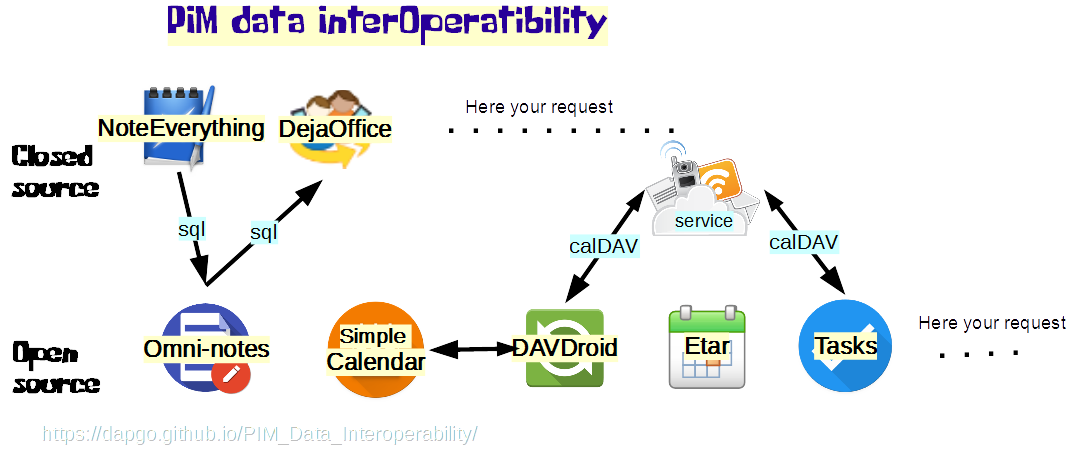 PiM data interOperatibility
NoteEverything
DejaOffice
Here your request
Closed
source
service
sql
sql
calDAV
calDAV
Open
source
Omni-notes
Simple
Calendar
DAVDroid
Etar
Tasks
Here your request
https://dapgo.github.io/PIM_Data_Interoperability/